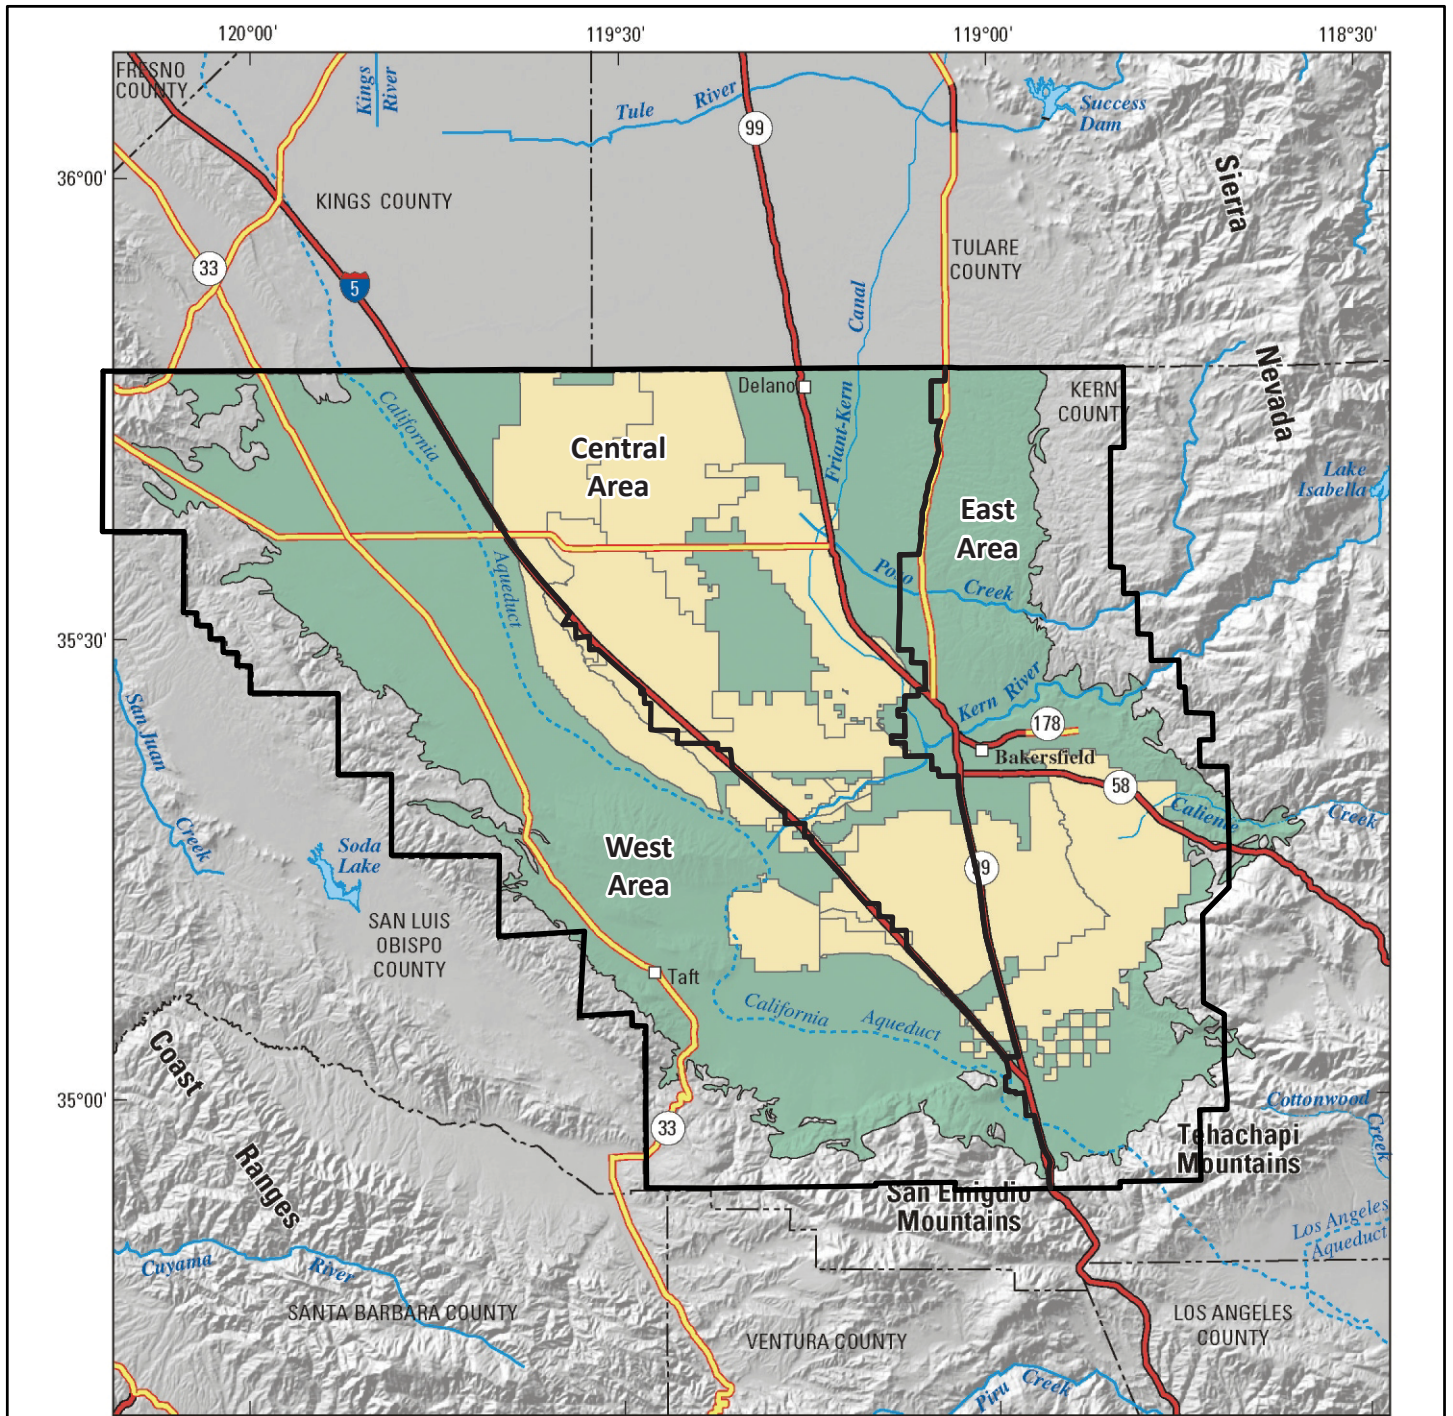 120°00'
119°30'
119°00'
118°30'
FRESNO
COUNTY
Kings
River
Tule River
99
Success
Dam
Sierra
36°00'
KINGS COUNTY
TULARE
COUNTY
33
5
Canal
Nevada
Delano
KERN
COUNTY
California
Friant-Kern
Central
Area
Lake
Isabella
East
Area
Aqueduct
Poso Creek
35°30'
San Juan
Creek
Kern River
178
Bakersfield
58
Caliente Creek
Soda
Lake
West
Area
99
SAN LUIS
OBISPO
COUNTY
Taft
California Aqueduct
Coast
Ranges
35°00'
33
Cottonwood
Creek
Tehachapi
Mountains
San Emigdio
Mountains
Los Angeles
Aqueduct
Cuyama River
SANTA BARBARA COUNTY
VENTURA COUNTY
LOS ANGELES
COUNTY
Piru Creek